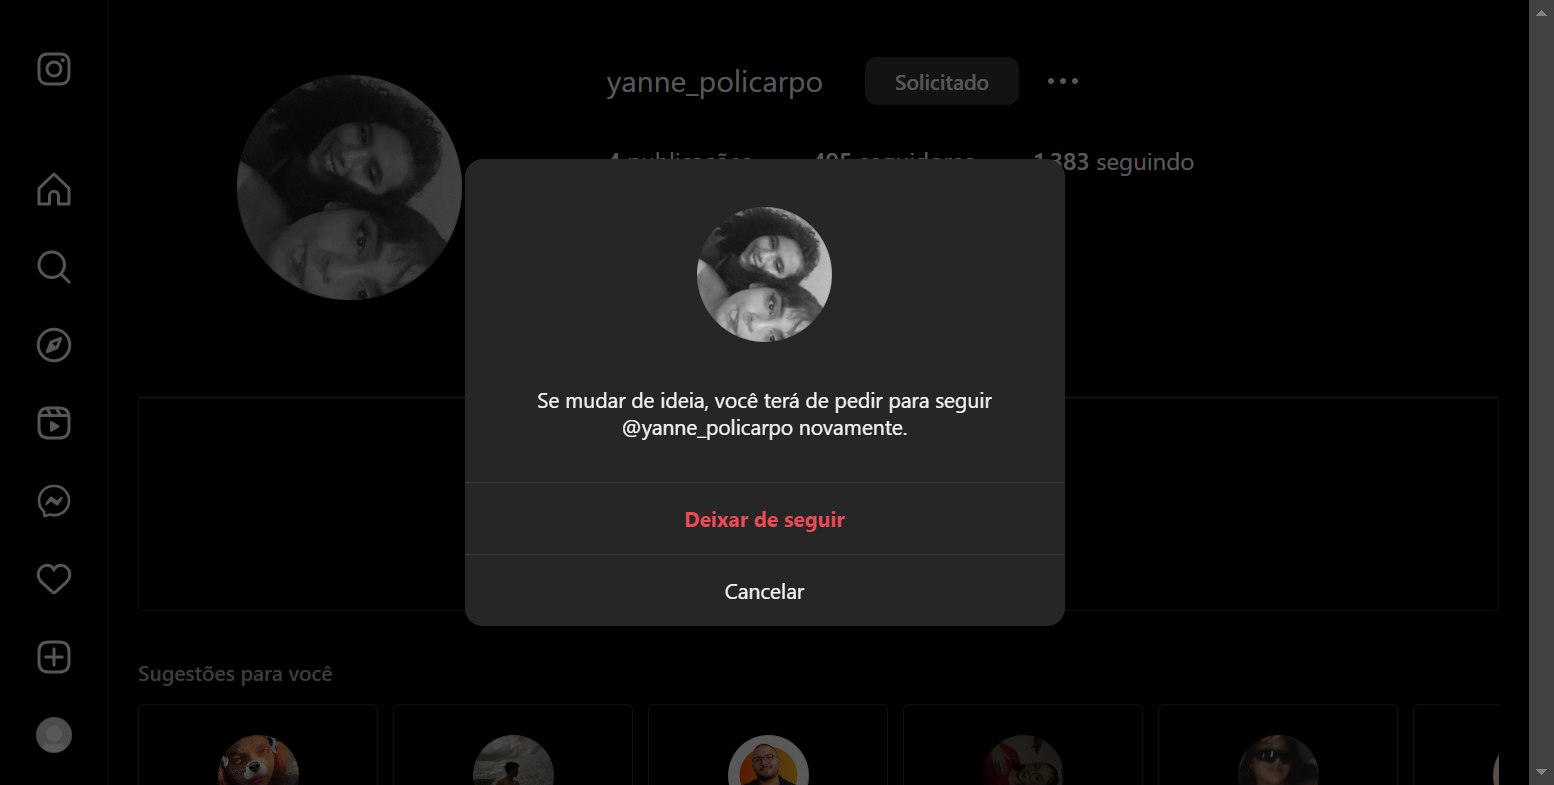 yanne_policarpo
Solicitado
4 publicações
495 seguidores
1.383 seguindo
Se mudar de ideia, você terá de pedir para seguir
@yanne_policarpo novamente.
Deixar de seguir
Cancelar
Sugestões para você